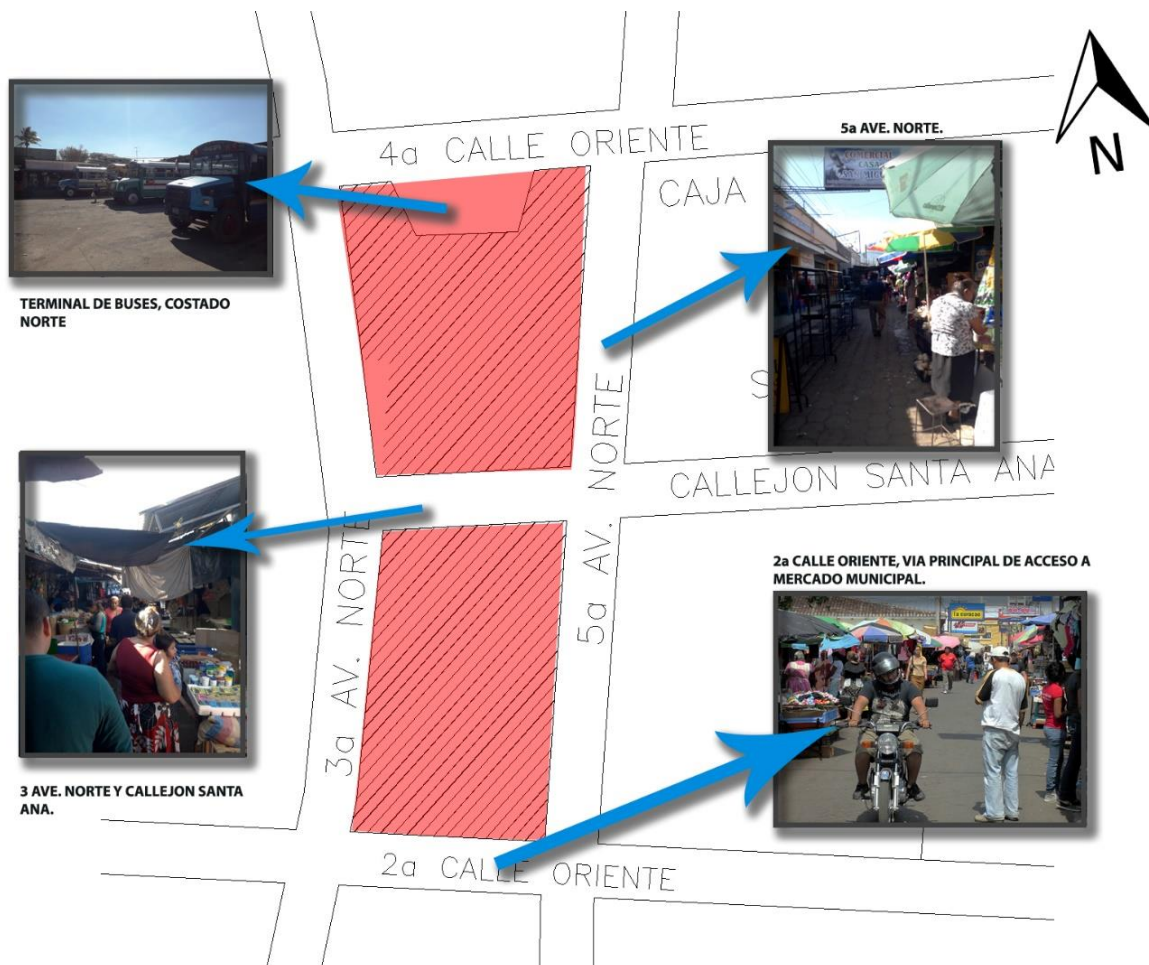 4a CALLE ORIENTE
5a AVE. NORTE.
N
CAJA
COMERCIAL
CASA
TERMINAL DE BUSES, COSTADO
NORTE
S
5a AV. NORTE
CALLEJON SANTA ANA
3a AV. NORTE
2a CALLE ORIENTE, VIA PRINCIPAL DE ACCESO A
MERCADO MUNICIPAL.
3 AVE. NORTE Y CALLEJON SANTA
ANA.
2a CALLE ORIENTE